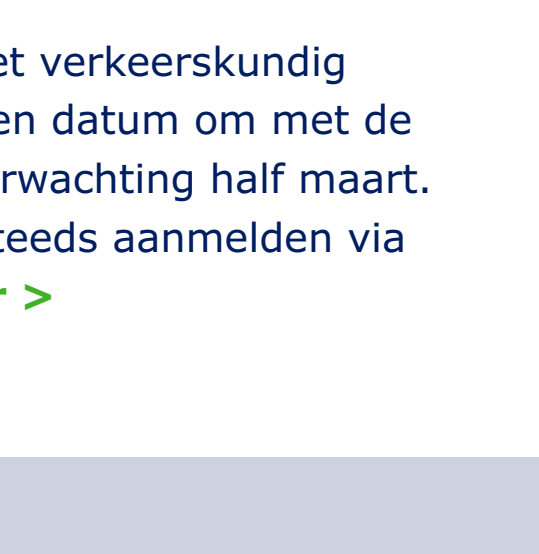 et verkeerskundig
en datum om met de
rwachting half maart.
teeds aanmelden via
r >